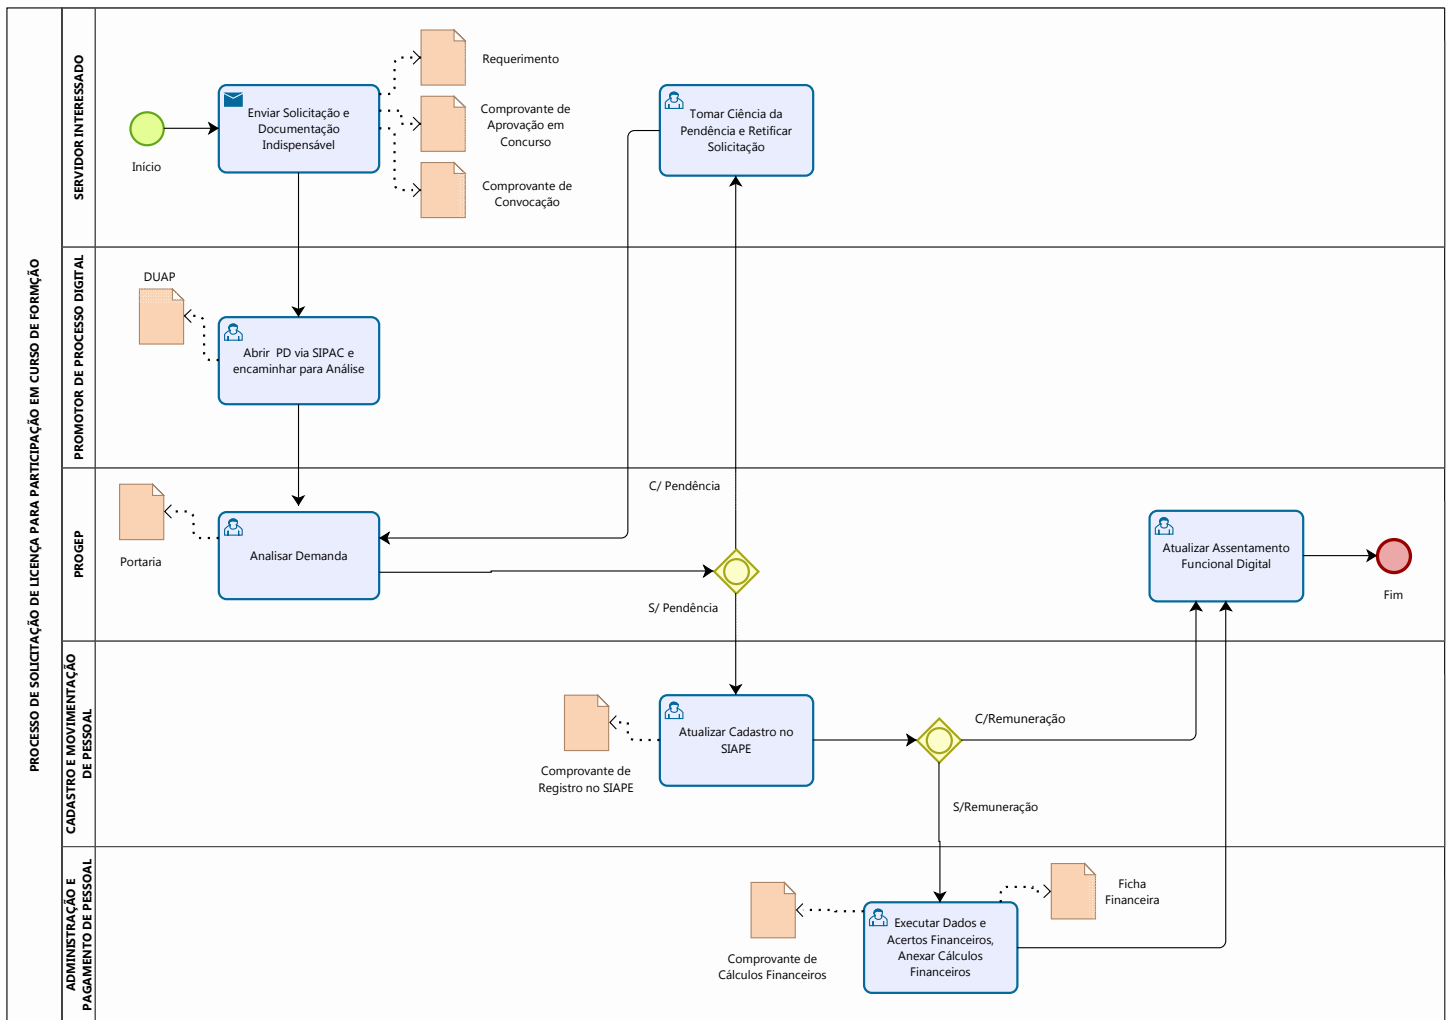 PROCESSO DE SOLICITAÇÃO DE LICENÇA PARA PARTICIPAÇÃO EM CURSO DE FORMÇÃO
SERVIDOR INTERESSADO
Início
Enviar Solicitação e
Documentação
Indispensável
Requerimento
Comprovante de
Aprovação em
Concurso
Comprovante de
Convocação
Tomar Ciência da
Pendência e Retificar
Solicitação
PROMOTOR DE PROCESSO DIGITAL
DUAP
Abrir  PD via SIPAC e
encaminhar para Análise
PROGEP
Portaria
Analisar Demanda
C/ Pendência
S/ Pendência
Atualizar Assentamento
Funcional Digital
Fim
CADASTRO E MOVIMENTAÇÃO
DE PESSOAL
Comprovante de
Registro no SIAPE
Atualizar Cadastro no
SIAPE
C/Remuneração
S/Remuneração
ADMINISTRAÇÃO E
PAGAMENTO DE PESSOAL
Comprovante de
Cálculos Financeiros
Executar Dados e
Acertos Financeiros,
Anexar Cálculos
Financeiros
Ficha
Financeira